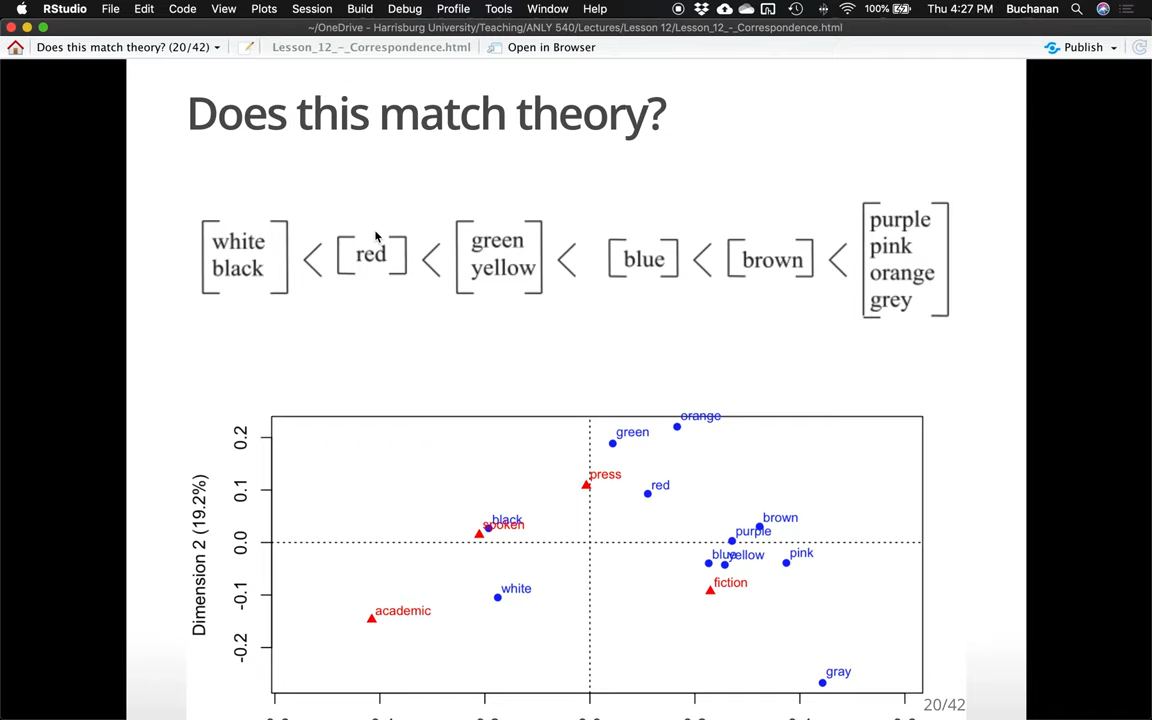 RStudio File Edit Code View Plots Session Build Debug Profile Tools Window Help 100% Thu 4:27 PM Buchanan
~/OneDrive - Harrisburg University/Teaching/ANLY 540/Lectures/Lesson 12/Lesson_12_-_Correspondence.html
Does this match theory? (20/42) Lesson_12_-_Correspondence.html Open in Browser Publish
Does this match theory?
white
black
<
red
<
green
yellow
<
blue
<
brown
<
purple
pink
orange
grey
Dimension 2 (19.2%)
0.2
0.1
0.0
-0.1
-0.2
orange
green
press
red
black
spoken
brown
purple
blue
yellow
pink
white
fiction
academic
gray
20/42